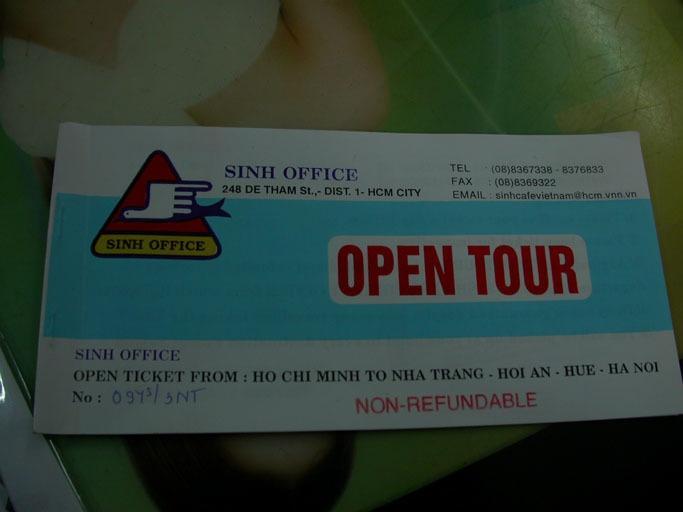 SINH OFFICE
248 DE THAM St.,- DIST. 1- HCM CITY
TEL : (08)8367338 - 8376833
FAX : (08)8369322
EMAIL : sinhcafevietnam@hcm.vnn.vn
SINH OFFICE
OPEN TOUR
SINH OFFICE
OPEN TICKET FROM : HO CHI MINH TO NHA TRANG - HOI AN - HUE - HA NOI
No :
NON-REFUNDABLE